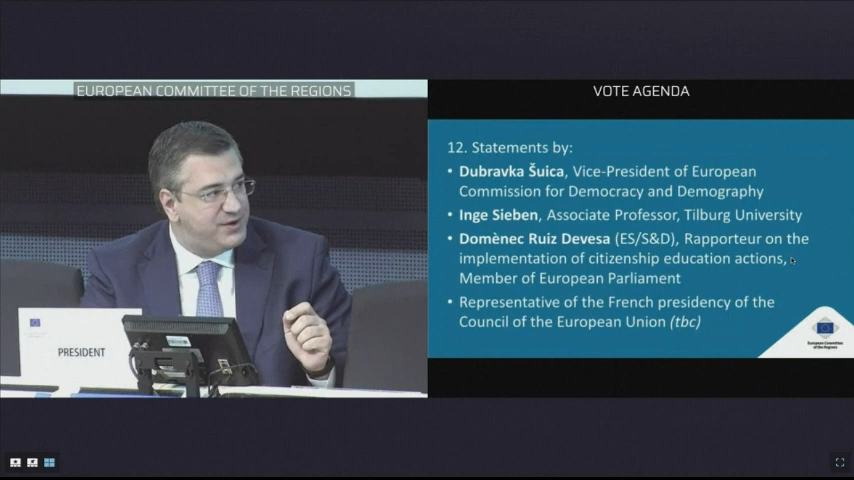 EUROPEAN COMMITTEE OF THE REGIONS
VOTE AGENDA
12. Statements by:
• Dubravka Šuica, Vice-President of European
Commission for Democracy and Demography
• Inge Sieben, Associate Professor, Tilburg University
• Domènec Ruiz Devesa (ES/S&D), Rapporteur on the
implementation of citizenship education actions,
Member of European Parliament
• Representative of the French presidency of the
Council of the European Union (tbc)
European Committee
of the Regions
PRESIDENT